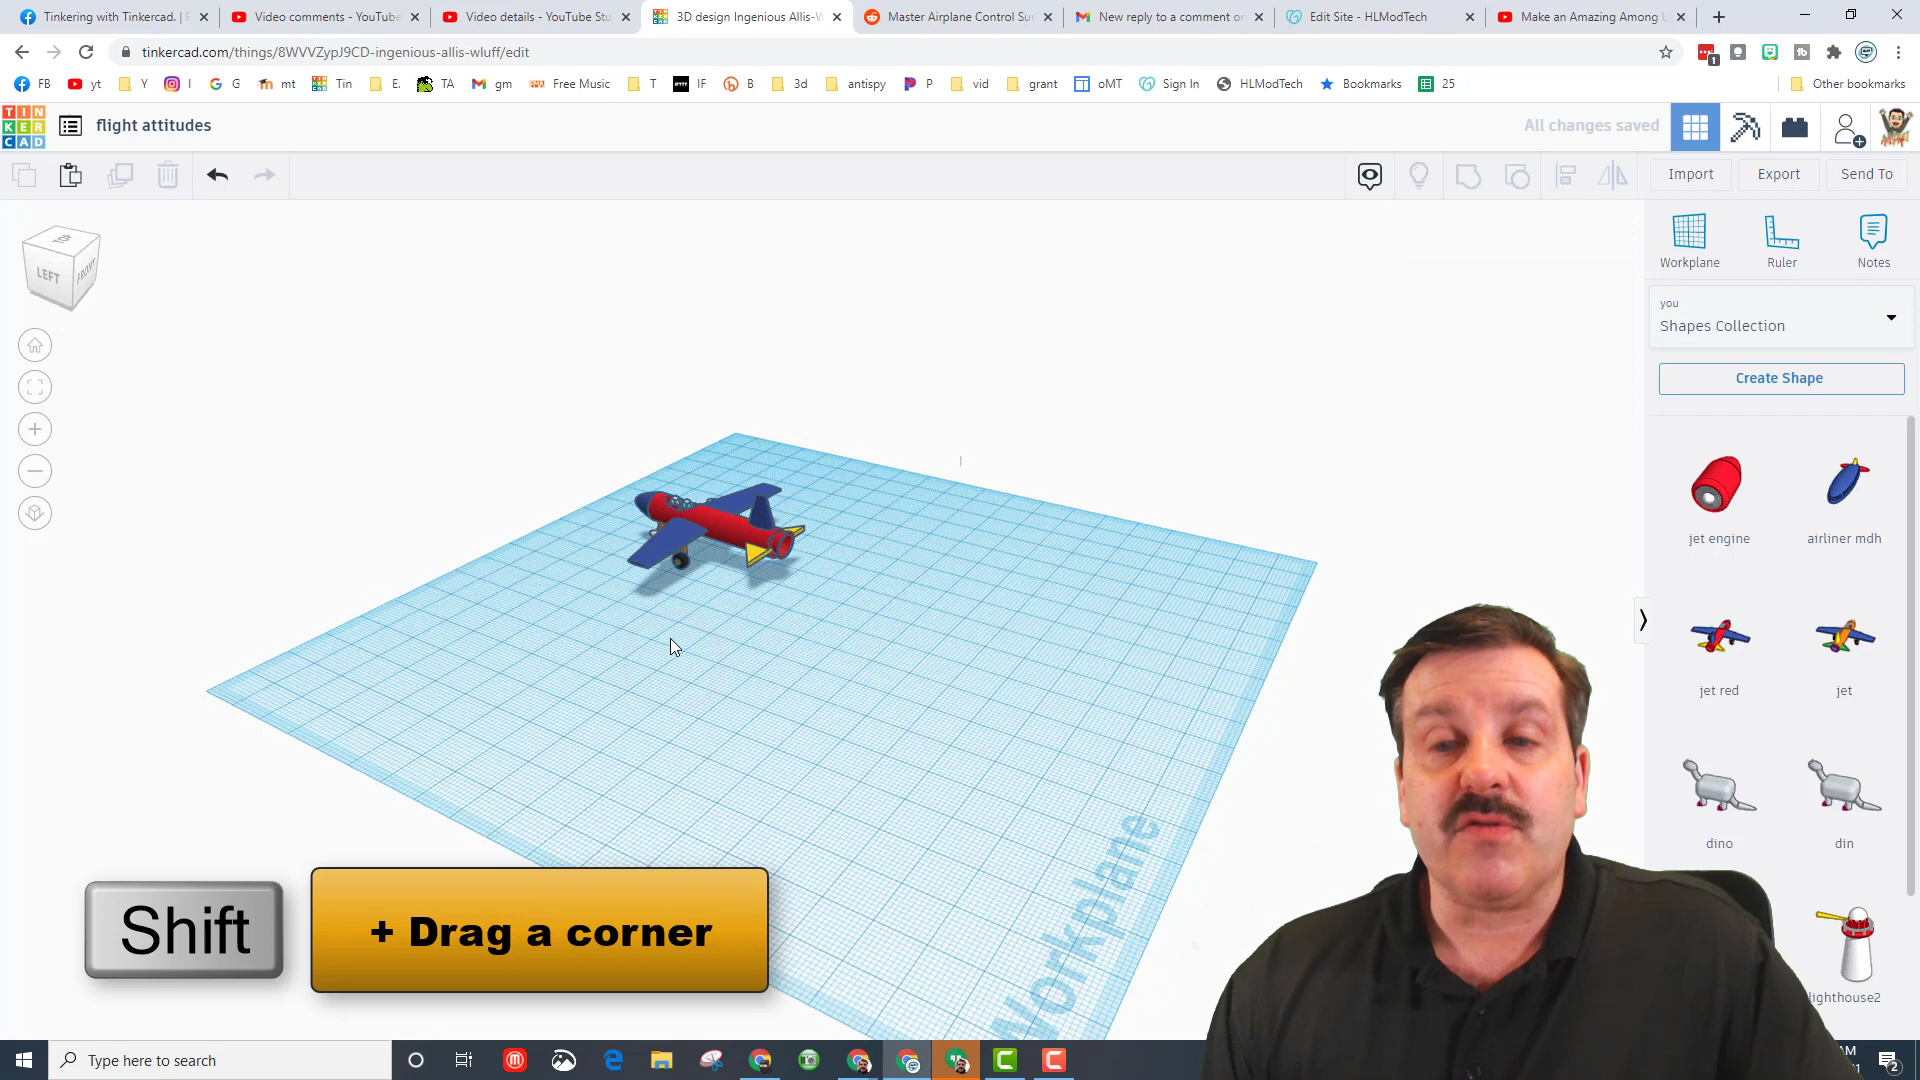 Tinkering with Tinkercad. | F
Video comments - YouTube
Video details - YouTube Stu
3D design Ingenious Allis-W
Master Airplane Control Sur
New reply to a comment on
Edit Site - HLModTech
Make an Amazing Among U
tinkercad.com/things/8WVVZypJ9CD-ingenious-allis-wluff/edit
FB
yt
Y
I
G
mt
Tin
E.
TA
gm
Free Music
T
IF
B
3d
antispy
P
vid
grant
oMT
Sign In
HLModTech
Bookmarks
25
Other bookmarks
TIN
KER
CAD
flight attitudes
All changes saved
Import
Export
Send To
TOP
LEFT
FRONT
Workplane
Ruler
Notes
you
Shapes Collection
Create Shape
jet engine
airliner mdh
jet red
jet
dino
din
lighthouse2
Workplane
Shift
+ Drag a corner
Type here to search
2